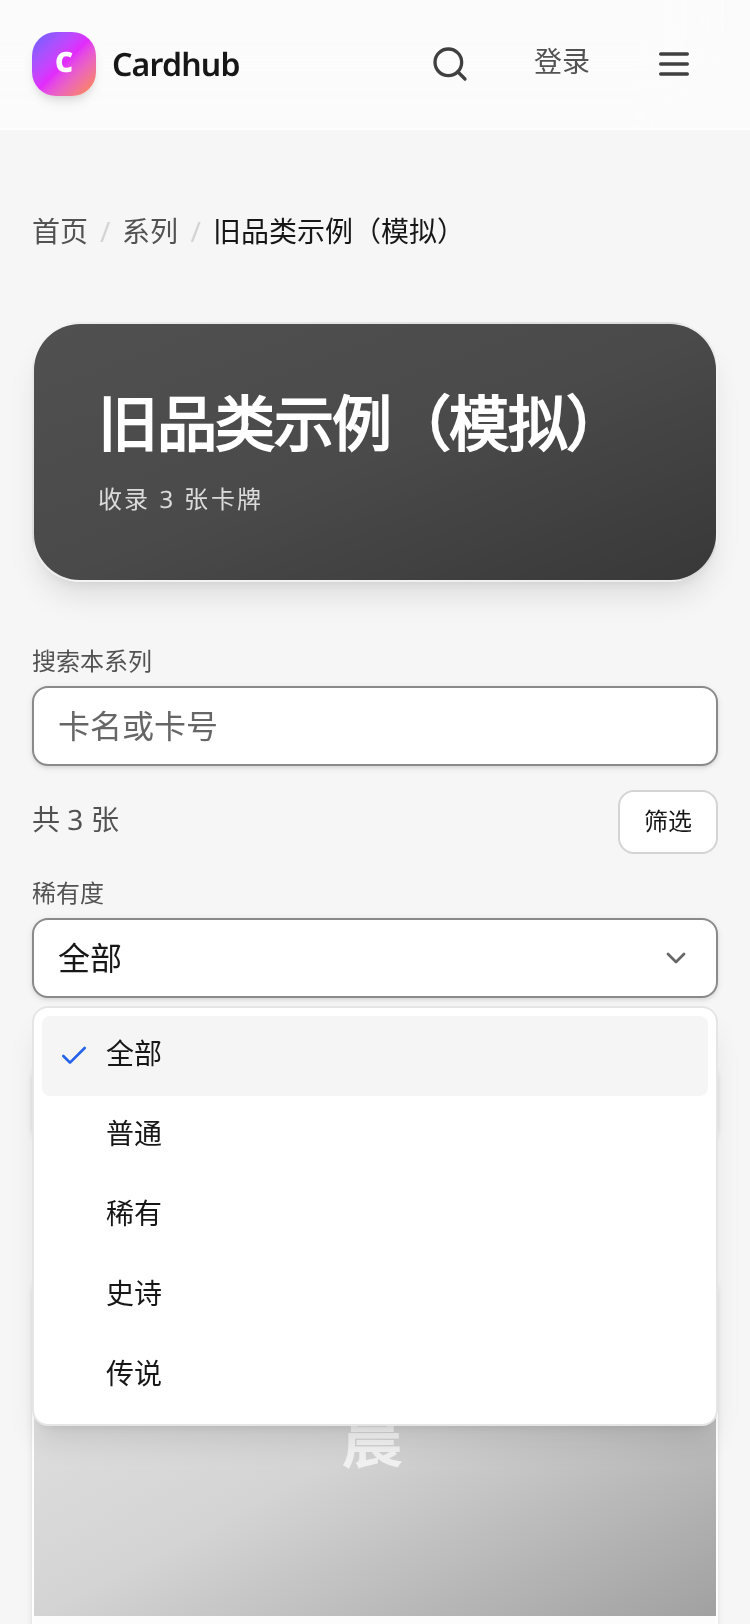 C Cardhub 登录
首页 / 系列 / 旧品类示例（模拟）
旧品类示例（模拟）
收录 3 张卡牌
搜索本系列
卡名或卡号
共 3 张 筛选
稀有度
全部
全部
普通
稀有
史诗
传说